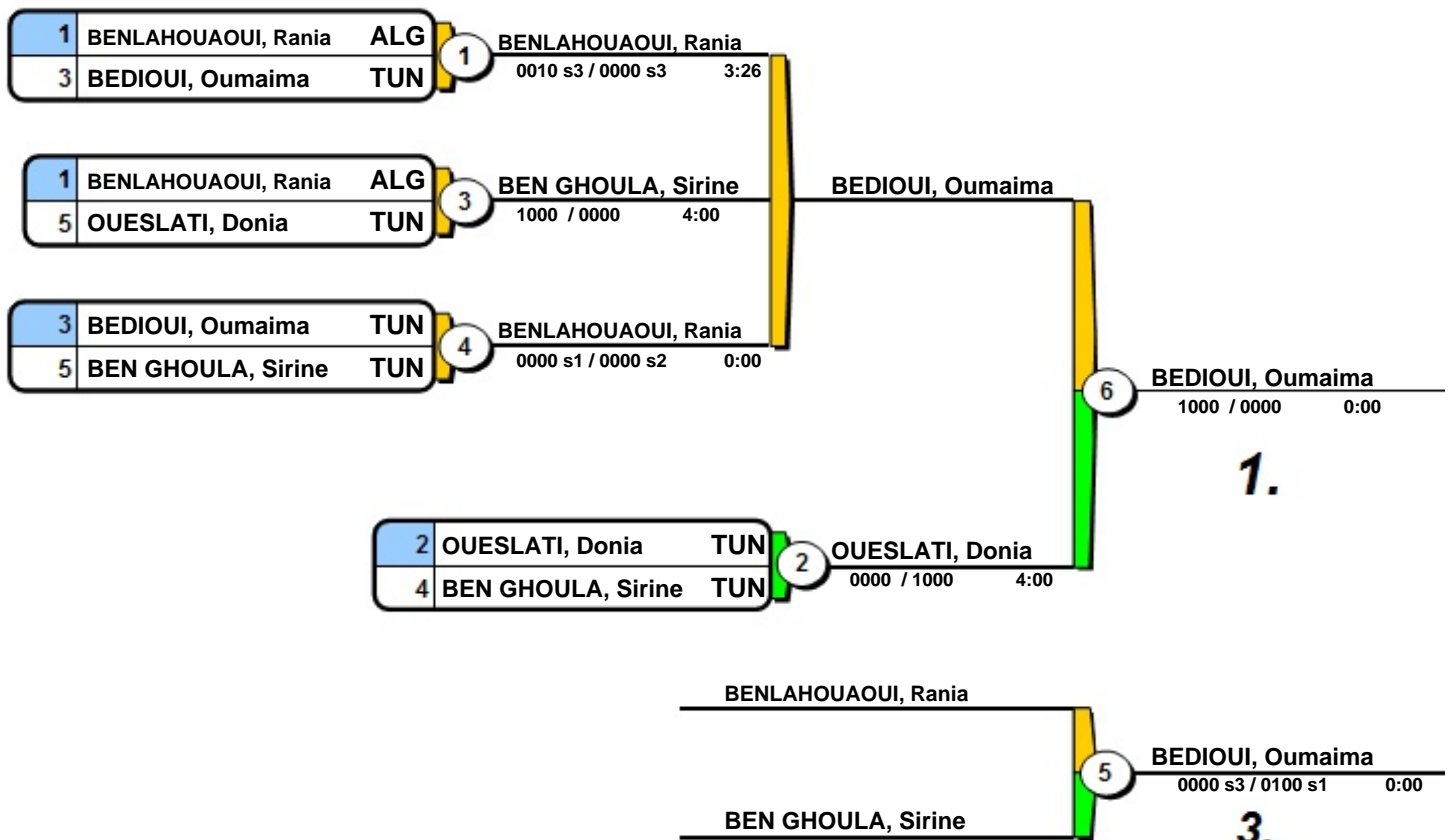 1 BENLAHOUAOUI, Rania ALG
3 BEDIOUI, Oumaima TUN
1
BENLAHOUAOUI, Rania
0010 s3 / 0000 s3 3:26
1 BENLAHOUAOUI, Rania ALG
5 OUESLATI, Donia TUN
3
BEN GHOULA, Sirine
1000 / 0000 4:00
BEDIOUI, Oumaima
3 BEDIOUI, Oumaima TUN
5 BEN GHOULA, Sirine TUN
4
BENLAHOUAOUI, Rania
0000 s1 / 0000 s2 0:00
6
BEDIOUI, Oumaima
1000 / 0000 0:00
1.
2 OUESLATI, Donia TUN
4 BEN GHOULA, Sirine TUN
2
OUESLATI, Donia
0000 / 1000 4:00
BENLAHOUAOUI, Rania
5
BEDIOUI, Oumaima
0000 s3 / 0100 s1 0:00
BEN GHOULA, Sirine
3.